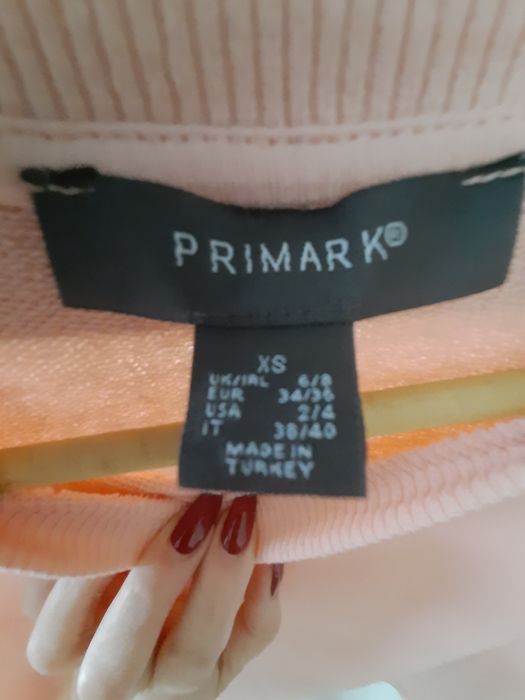 PRIMARK®
XS
UK/IRL 6/8
EUR 34/36
USA 2/4
IT 38/40
MADE IN
TURKEY